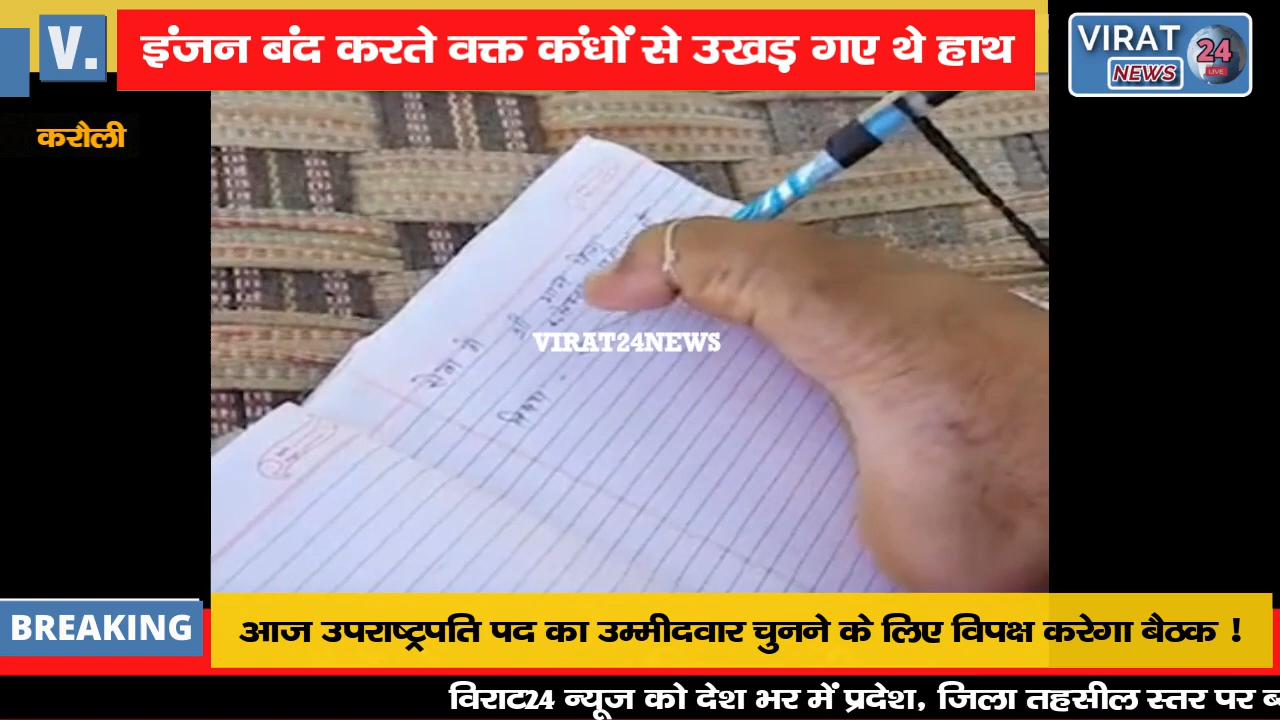 V.
इंजन बंद करते वक्त कंधों से उखड़ गए थे हाथ
VIRAT
24
LIVE
NEWS
करौली
सेवा में
श्री मान
VIRAT24NEWS
विषय -
BREAKING
आज उपराष्ट्रपति पद का उम्मीदवार चुनने के लिए विपक्ष करेगा बैठक !
विराट24 न्यूज को देश भर में प्रदेश, जिला तहसील स्तर पर